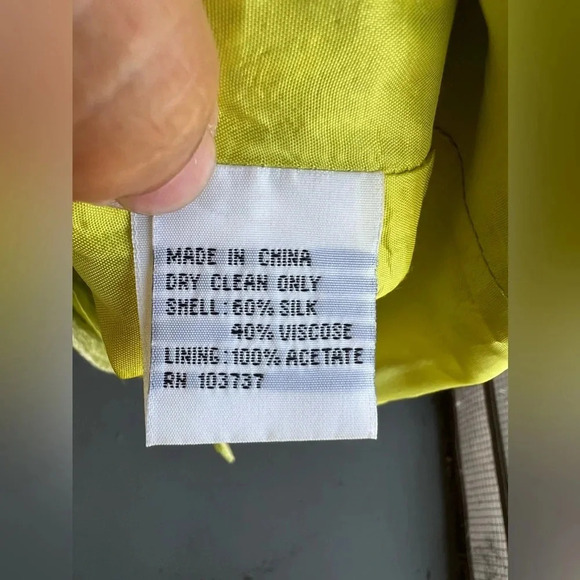 MADE IN CHINA
DRY CLEAN ONLY
SHELL: 60% SILK
40% VISCOSE
LINING: 100% ACETATE
RN 103737